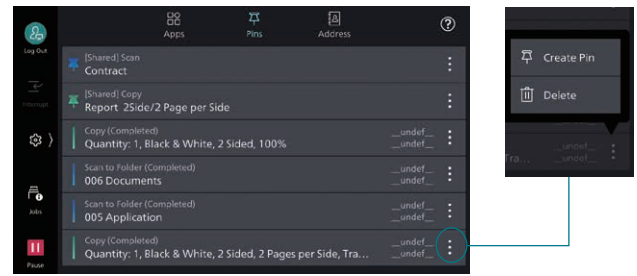 Apps
Pins
Address
?
Log Out
Interrupt
Jobs
Pause
[Shared] Scan
Contract
[Shared] Copy
Report 2Side/2 Page per Side
Copy (Completed)
Quantity: 1, Black & White, 2 Sided, 100%
__undef__
__undef__
Scan to Folder (Completed)
006 Documents
__undef__
__undef__
Scan to Folder (Completed)
005 Application
__undef__
__undef__
Copy (Completed)
Quantity: 1, Black & White, 2 Sided, 2 Pages per Side, Tra...
__undef__
__undef__
Create Pin
Delete
__undef__
Tra... __undef__